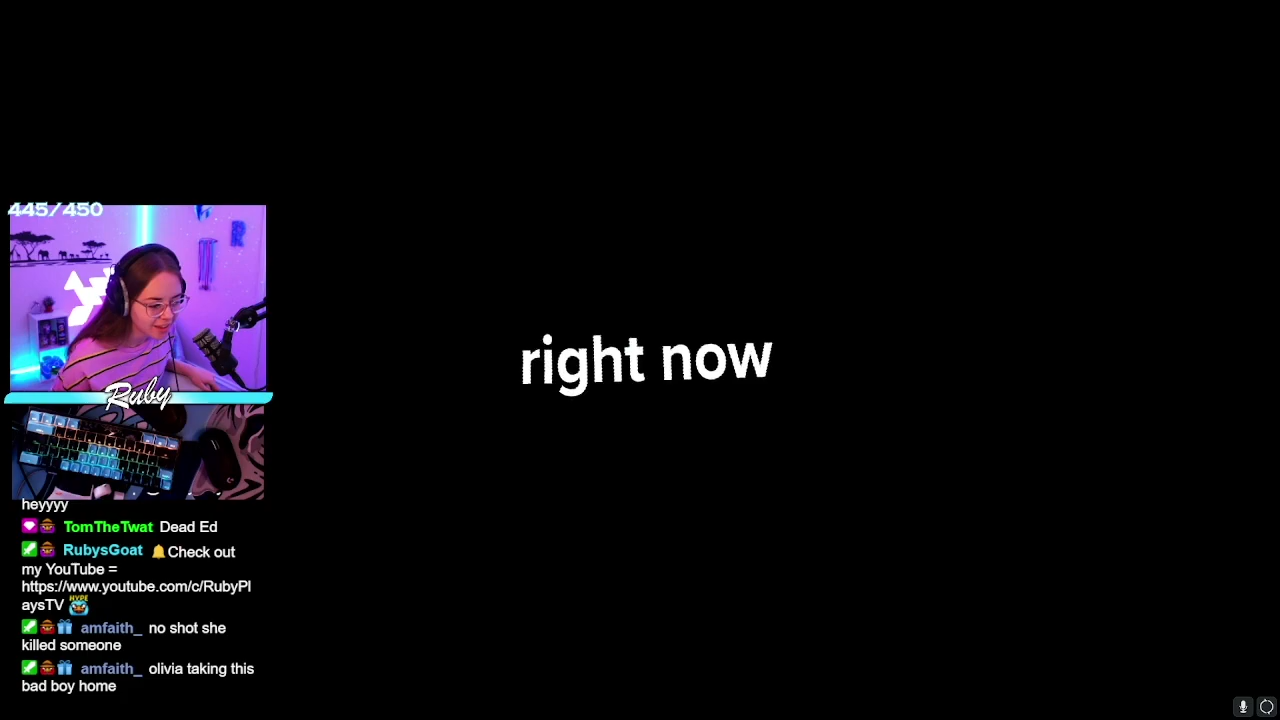 445/450
R
right now
Ruby
heyyyy
TomTheTwat Dead Ed
RubysGoat 🔔Check out
my YouTube =
https://www.youtube.com/c/RubyPl
aysTV HYPE
amfaith_ no shot she
killed someone
amfaith_ olivia taking this
bad boy home